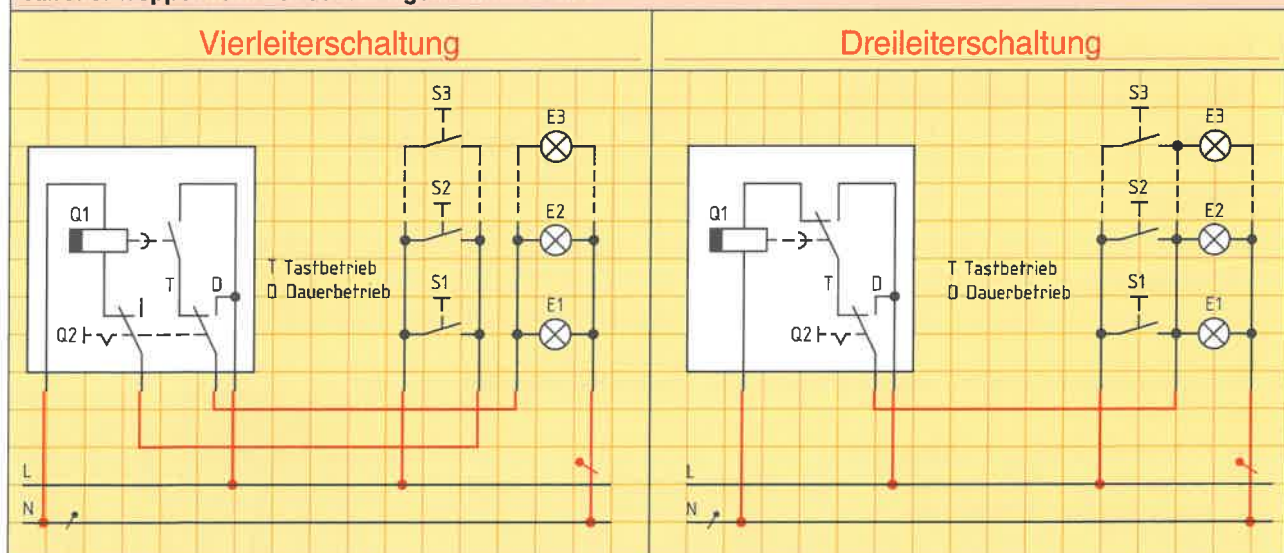 Vierleiterschaltung
S3
E3
S2
E2
Q1
T
D
T Tastbetrieb
D Dauerbetrieb
S1
E1
Q2
L
N
Dreileiterschaltung
S3
E3
S2
E2
Q1
T
D
T Tastbetrieb
D Dauerbetrieb
S1
E1
Q2
L
N